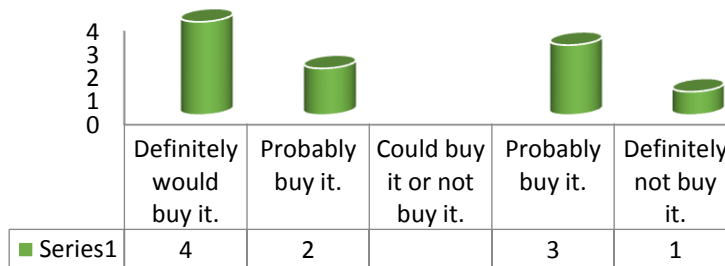 4
3
2
1
0
Definitely would buy it.
Probably buy it.
Could buy it or not buy it.
Probably buy it.
Definitely not buy it.
Series1 4 2 3 1